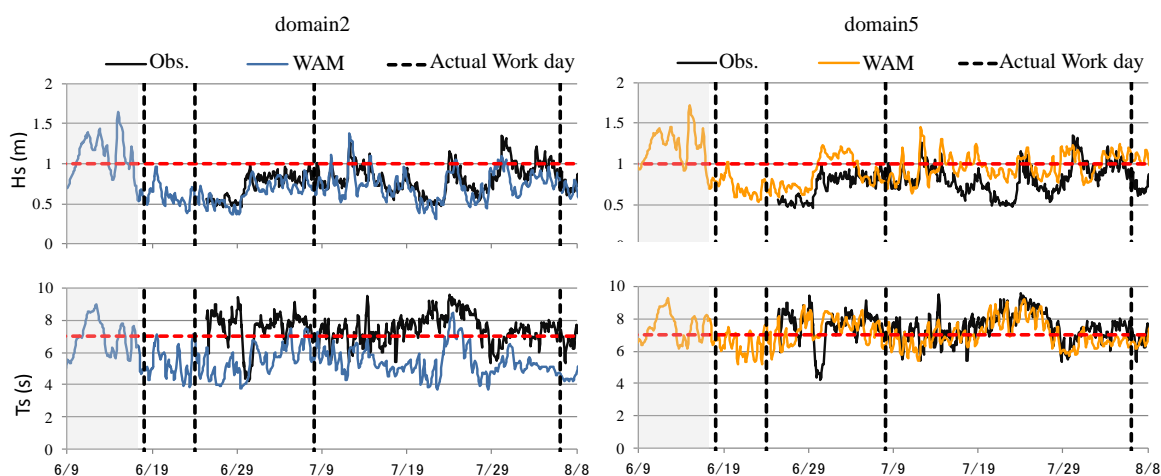 domain2 domain5
Obs. WAM Actual Work day Obs. WAM Actual Work day
2 2
1.5 1.5
Hs (m) 1 1
0.5 0.5
0 0
10 10
8 8
6 6
Ts (s) 4 4
2 2
0 0
6/9 6/19 6/29 7/9 7/19 7/29 8/8 6/9 6/19 6/29 7/9 7/19 7/29 8/8